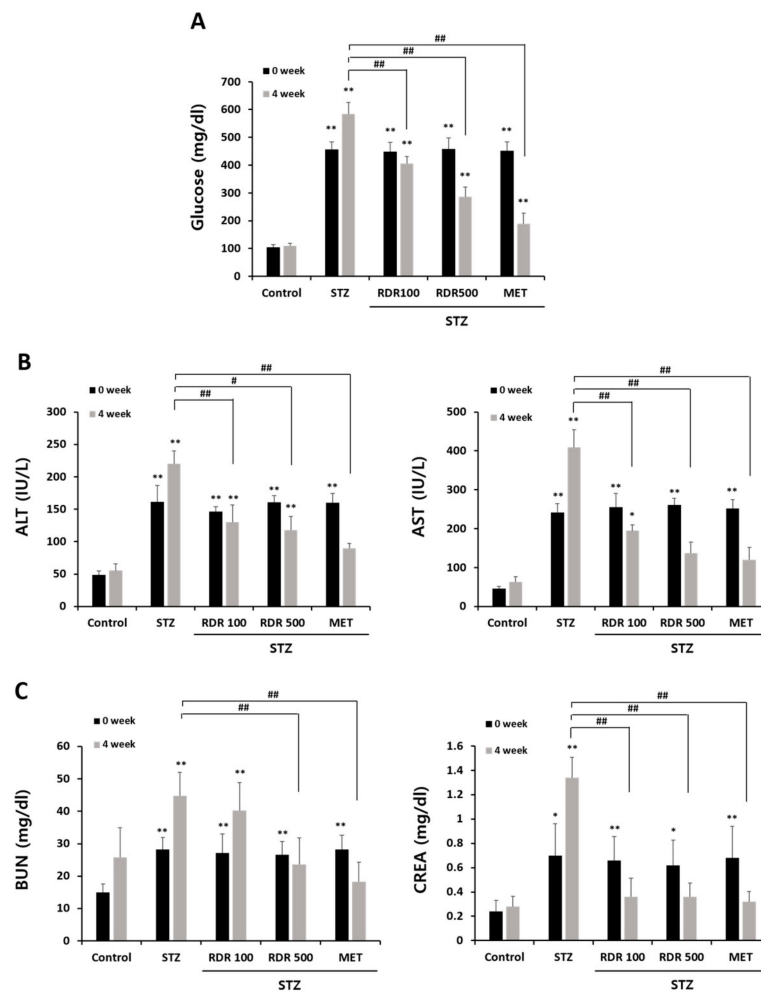 A
##
##
##
0 week
4 week
Glucose (mg/dl)
700
600
500
400
300
200
100
0
**
**
**
**
**
**
**
**
Control STZ RDR100 RDR500 MET
STZ
B
##
#
##
0 week
4 week
ALT (IU/L)
300
250
200
150
100
50
0
**
**
**
**
**
**
**
Control STZ RDR 100 RDR 500 MET
STZ
##
##
##
0 week
4 week
AST (IU/L)
500
400
300
200
100
0
**
**
**
*
**
**
Control STZ RDR 100 RDR 500 MET
STZ
C
##
##
0 week
4 week
BUN (mg/dl)
60
50
40
30
20
10
0
**
**
**
**
**
**
Control STZ RDR 100 RDR 500 MET
STZ
##
##
##
0 week
4 week
CREA (mg/dl)
1.6
1.4
1.2
1
0.8
0.6
0.4
0.2
0
*
**
**
*
**
Control STZ RDR 100 RDR 500 MET
STZ